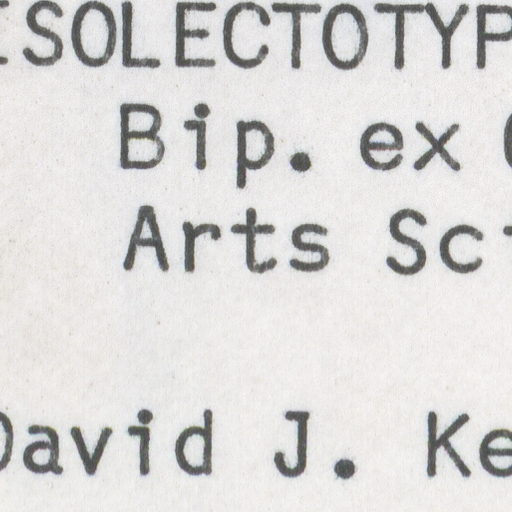 ISOLECTOTYP
Bip. ex
Arts Sc
David J. Ke